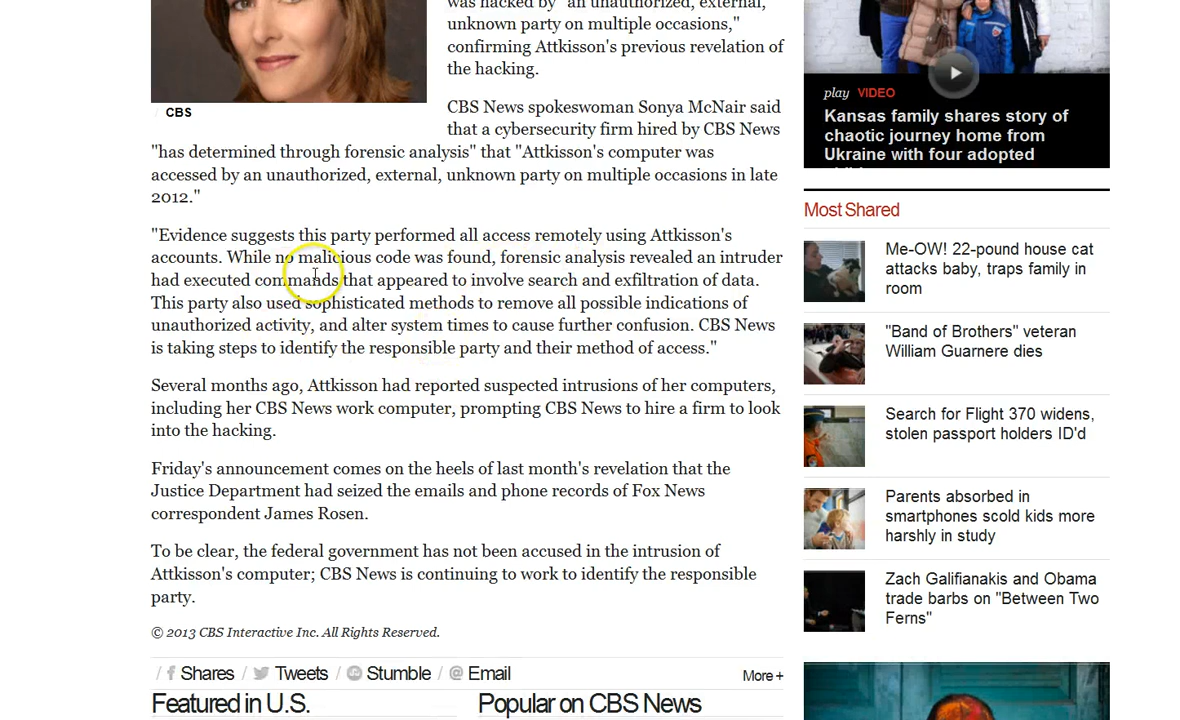 was hacked by "an unauthorized, external,
unknown party on multiple occasions,"
confirming Attkisson's previous revelation of
the hacking.
CBS
CBS News spokeswoman Sonya McNair said
that a cybersecurity firm hired by CBS News
"has determined through forensic analysis" that "Attkisson's computer was
accessed by an unauthorized, external, unknown party on multiple occasions in late
2012."
"Evidence suggests this party performed all access remotely using Attkisson's
accounts. While no malicious code was found, forensic analysis revealed an intruder
had executed commands that appeared to involve search and exfiltration of data.
This party also used sophisticated methods to remove all possible indications of
unauthorized activity, and alter system times to cause further confusion. CBS News
is taking steps to identify the responsible party and their method of access."
Several months ago, Attkisson had reported suspected intrusions of her computers,
including her CBS News work computer, prompting CBS News to hire a firm to look
into the hacking.
Friday's announcement comes on the heels of last month's revelation that the
Justice Department had seized the emails and phone records of Fox News
correspondent James Rosen.
To be clear, the federal government has not been accused in the intrusion of
Attkisson's computer; CBS News is continuing to work to identify the responsible
party.
© 2013 CBS Interactive Inc. All Rights Reserved.
/ Shares / Tweets / Stumble / Email
More +
Featured in U.S.
Popular on CBS News
play VIDEO
Kansas family shares story of
chaotic journey home from
Ukraine with four adopted
Most Shared
Me-OW! 22-pound house cat
attacks baby, traps family in
room
"Band of Brothers" veteran
William Guarnere dies
Search for Flight 370 widens,
stolen passport holders ID'd
Parents absorbed in
smartphones scold kids more
harshly in study
Zach Galifianakis and Obama
trade barbs on "Between Two
Ferns"